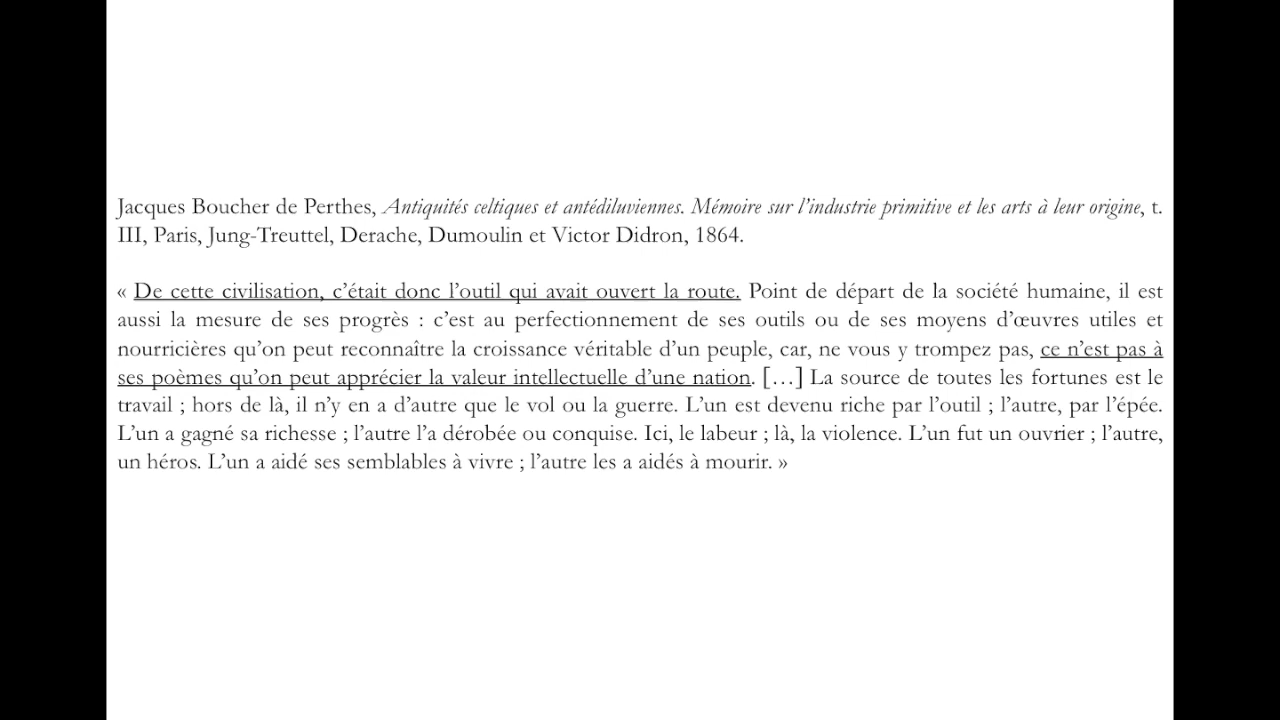 Jacques Boucher de Perthes, Antiquités celtiques et antédiluviennes. Mémoire sur l'industrie primitive et les arts à leur origine, t.
III, Paris, Jung-Treuttel, Derache, Dumoulin et Victor Didron, 1864.
« De cette civilisation, c'était donc l'outil qui avait ouvert la route. Point de départ de la société humaine, il est
aussi la mesure de ses progrès : c'est au perfectionnement de ses outils ou de ses moyens d'œuvres utiles et
nourricières qu'on peut reconnaître la croissance véritable d'un peuple, car, ne vous y trompez pas, ce n'est pas à
ses poèmes qu'on peut apprécier la valeur intellectuelle d'une nation. […] La source de toutes les fortunes est le
travail ; hors de là, il n'y en a d'autre que le vol ou la guerre. L'un est devenu riche par l'outil ; l'autre, par l'épée.
L'un a gagné sa richesse ; l'autre l'a dérobée ou conquise. Ici, le labeur ; là, la violence. L'un fut un ouvrier ; l'autre,
un héros. L'un a aidé ses semblables à vivre ; l'autre les a aidés à mourir. »